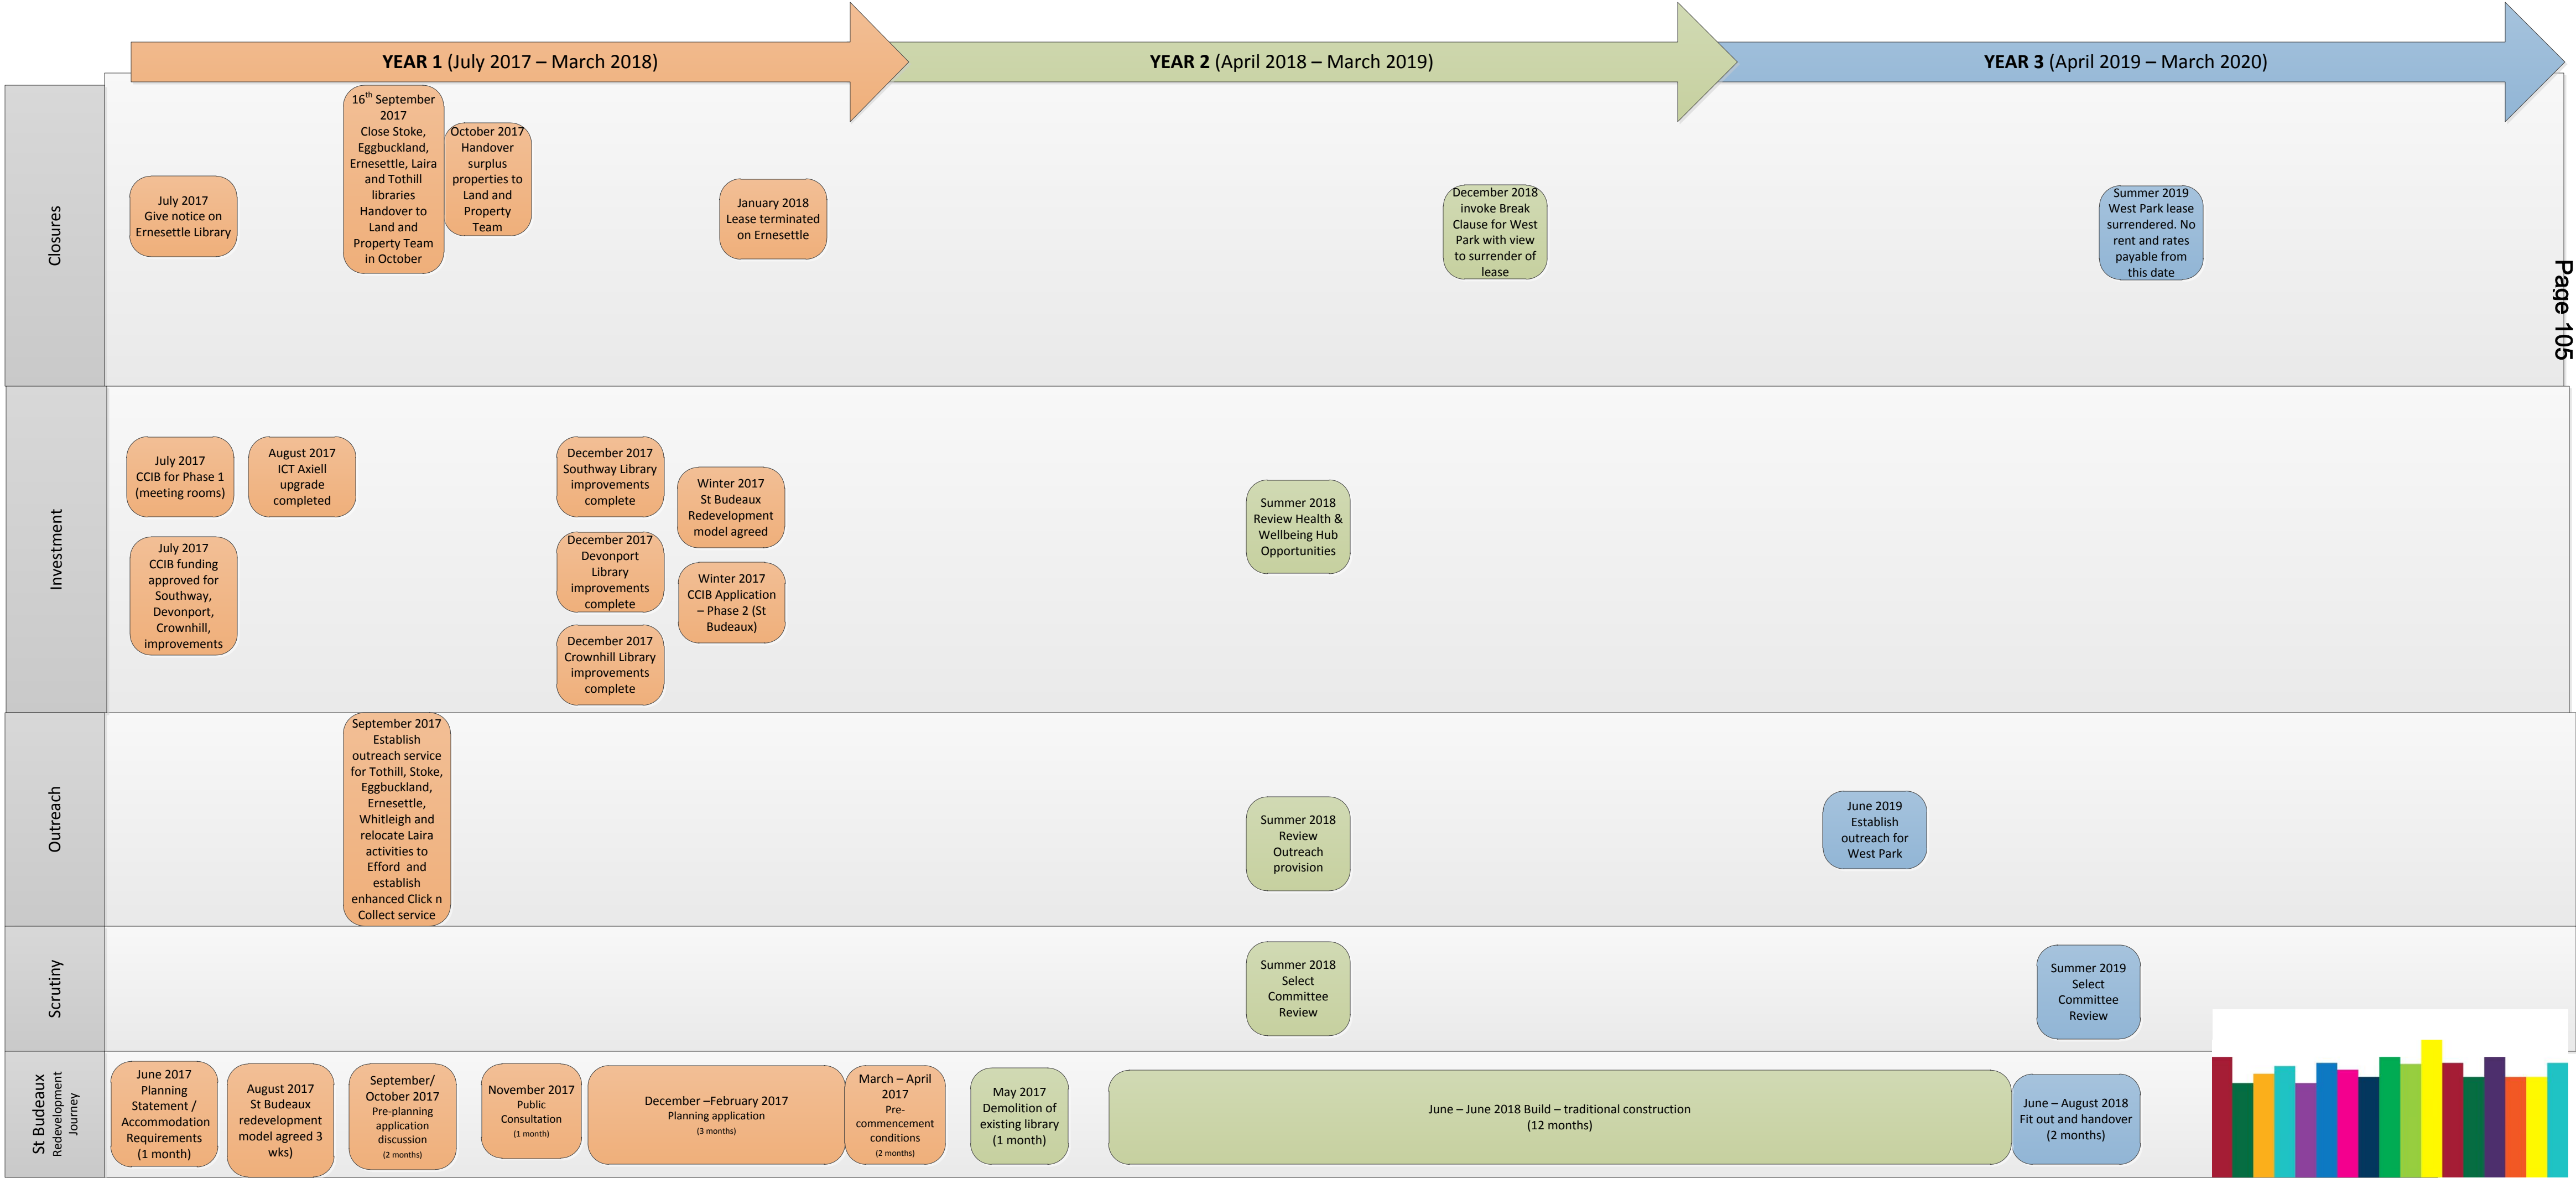 YEAR 1 (July 2017 – March 2018)
YEAR 2 (April 2018 – March 2019)
YEAR 3 (April 2019 – March 2020)
Closures
July 2017
Give notice on
Ernesettle Library
16th September
2017
Close Stoke,
Eggbuckland,
Ernesettle, Laira
and Tothill
libraries
Handover to
Land and
Property Team
in October
October 2017
Handover
surplus
properties to
Land and
Property
Team
January 2018
Lease terminated
on Ernesettle
December 2018
invoke Break
Clause for West
Park with view
to surrender of
lease
Summer 2019
West Park lease
surrendered. No
rent and rates
payable from
this date
Page 105
Investment
July 2017
CCIB for Phase 1
(meeting rooms)
August 2017
ICT Axiell
upgrade
completed
July 2017
CCIB funding
approved for
Southway,
Devonport,
Crownhill,
improvements
December 2017
Southway Library
improvements
complete
December 2017
Devonport
Library
improvements
complete
December 2017
Crownhill Library
improvements
complete
Winter 2017
St Budeaux
Redevelopment
model agreed
Winter 2017
CCIB Application
– Phase 2 (St
Budeaux)
Summer 2018
Review Health &
Wellbeing Hub
Opportunities
Outreach
September 2017
Establish
outreach service
for Tothill, Stoke,
Eggbuckland,
Ernesettle,
Whitleigh and
relocate Laira
activities to
Efford and
establish
enhanced Click n
Collect service
Summer 2018
Review
Outreach
provision
June 2019
Establish
outreach for
West Park
Scrutiny
Summer 2018
Select
Committee
Review
Summer 2019
Select
Committee
Review
St Budeaux
Redevelopment
Journey
June 2017
Planning
Statement /
Accommodation
Requirements
(1 month)
August 2017
St Budeaux
redevelopment
model agreed 3
wks)
September/
October 2017
Pre-planning
application
discussion
(2 months)
November 2017
Public
Consultation
(1 month)
December –February 2017
Planning application
(3 months)
March – April
2017
Pre-
commencement
conditions
(2 months)
May 2017
Demolition of
existing library
(1 month)
June – June 2018 Build – traditional construction
(12 months)
June – August 2018
Fit out and handover
(2 months)